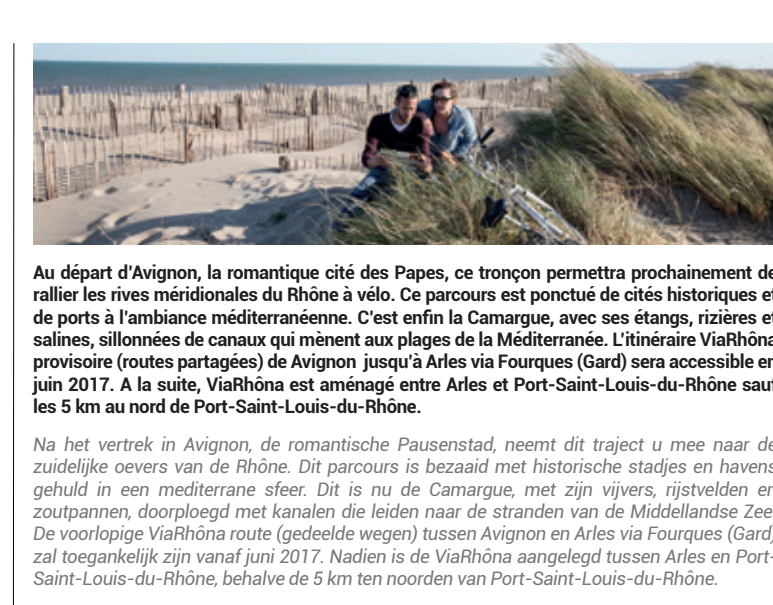 Au départ d'Avignon, la romantique cité des Papes, ce tronçon permettra prochainement de
rallier les rives méridionales du Rhône à vélo. Ce parcours est ponctué de cités historiques et
de ports à l'ambiance méditerranéenne. C'est enfin la Camargue, avec ses étangs, rizières et
salines, sillonnées de canaux qui mènent aux plages de la Méditerranée. L'itinéraire ViaRhôna
provisoire (routes partagées) de Avignon jusqu'à Arles via Fourques (Gard) sera accessible en
juin 2017. A la suite, ViaRhôna est aménagé entre Arles et Port-Saint-Louis-du-Rhône sauf
les 5 km au nord de Port-Saint-Louis-du-Rhône.
Na het vertrek in Avignon, de romantische Pausenstad, neemt dit traject u mee naar de
zuidelijke oevers van de Rhône. Dit parcours is bezaaid met historische stadjes en havens
gehuld in een mediterrane sfeer. Dit is nu de Camargue, met zijn vijvers, rijstvelden en
zoutpannen, doorploegd met kanalen die leiden naar de stranden van de Middellandse Zee
De voorlopige ViaRhôna route (gedeelde wegen) tussen Avignon en Arles via Fourques (Gard)
zal toegankelijk zijn vanaf juni 2017. Nadien is de ViaRhôna aangelegd tussen Arles en Port-
Saint-Louis-du-Rhône, behalve de 5 km ten noorden van Port-Saint-Louis-du-Rhône.